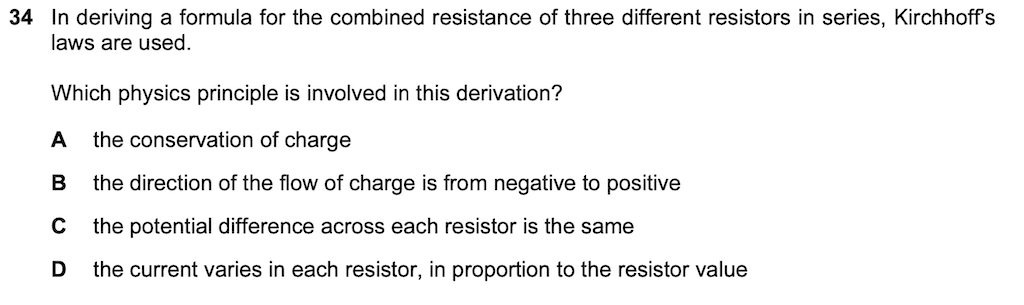 34 In deriving a formula for the combined resistance of three different resistors in series, Kirchhoff's
laws are used.
Which physics principle is involved in this derivation?
A the conservation of charge
B the direction of the flow of charge is from negative to positive
C the potential difference across each resistor is the same
D the current varies in each resistor, in proportion to the resistor value